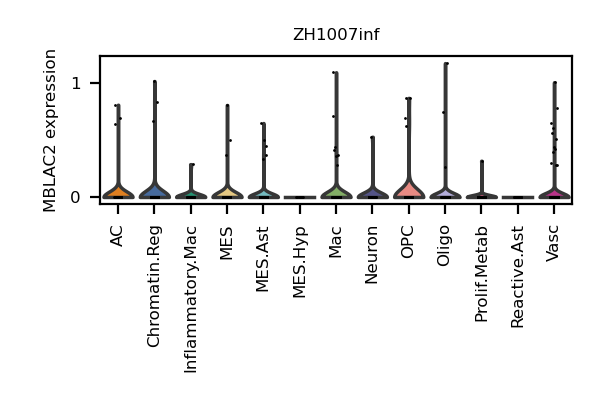 ZH1007inf
MBLAC2 expression
1
0
AC
Chromatin.Reg
Inflammatory.Mac
MES
MES.Ast
MES.Hyp
Mac
Neuron
OPC
Oligo
Prolif.Metab
Reactive.Ast
Vasc